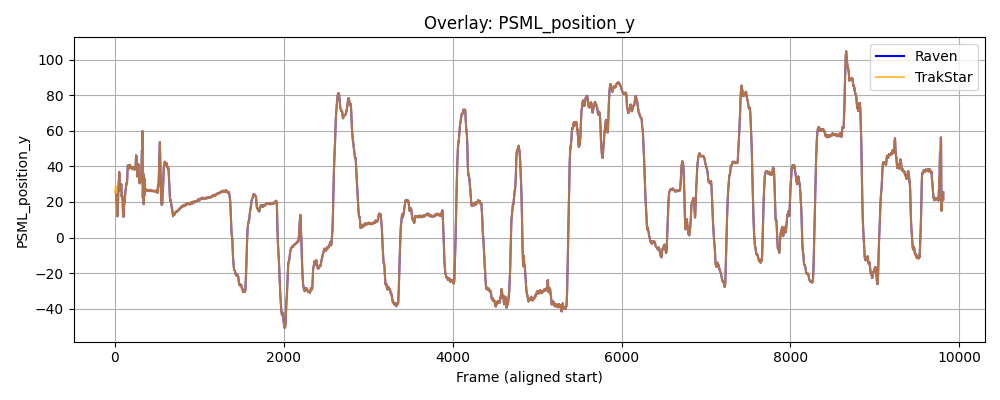 Overlay: PSML_position_y
PSML_position_y
100
80
60
40
20
0
−20
−40
Raven
TrakStar
0
2000
4000
6000
8000
10000
Frame (aligned start)